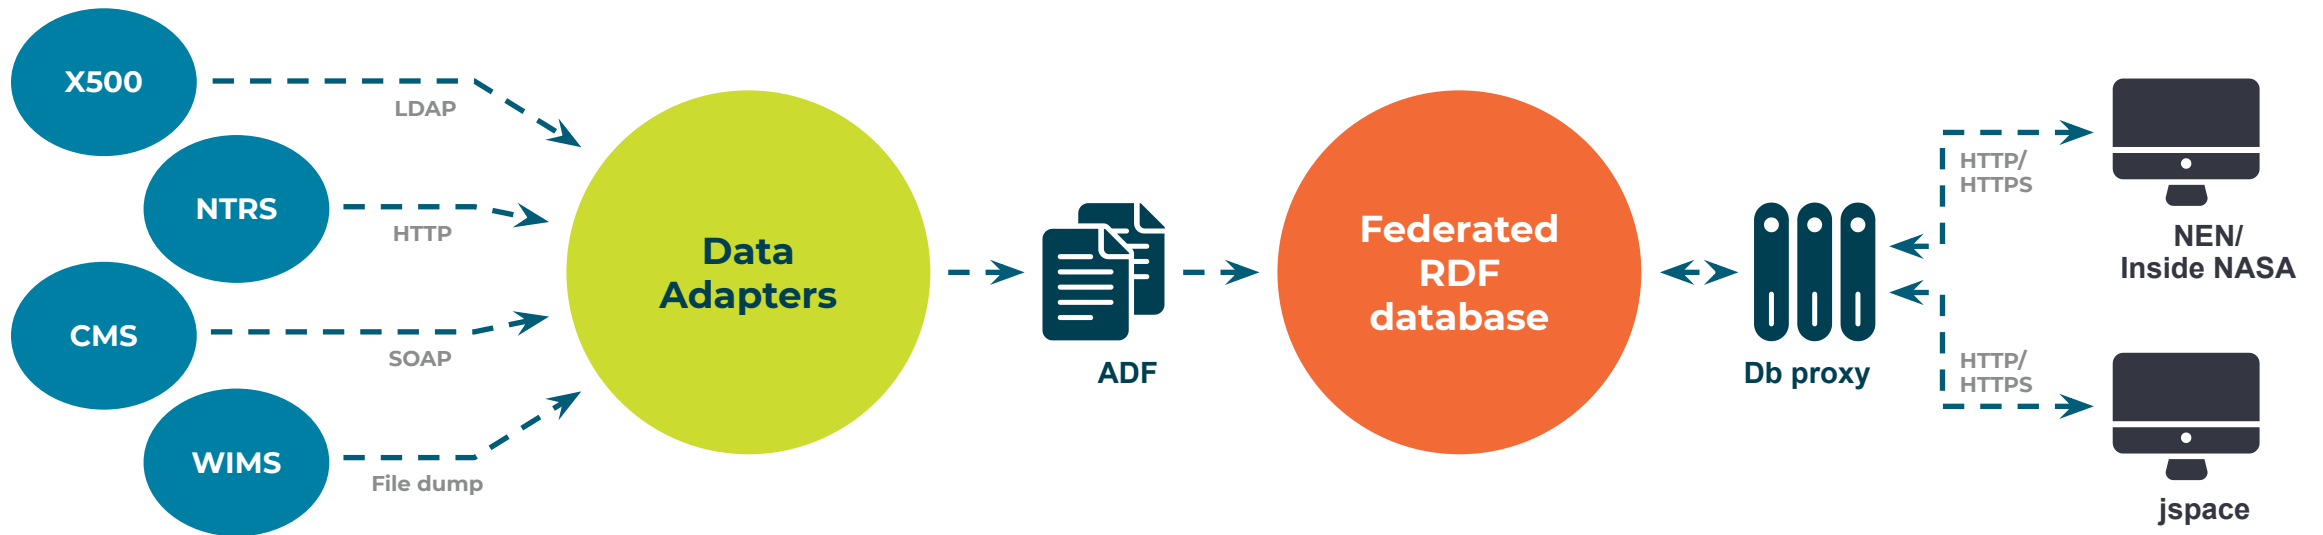 X500
LDAP
NTRS
HTTP
CMS
SOAP
WIMS
File dump
Data
Adapters
ADF
Federated
RDF
database
Db proxy
HTTP/
HTTPS
NEN/
Inside NASA
HTTP/
HTTPS
jspace